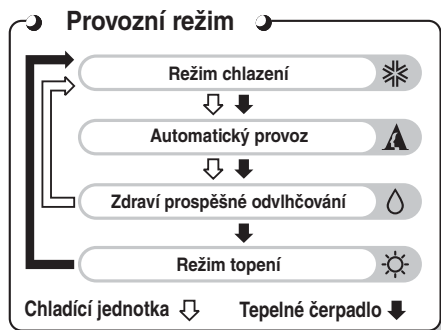 Provozní režim
Režim chlazení
Automatický provoz
Zdraví prospěšné odvlhčování
Režim topení
Chladící jednotka Tepelné čerpadlo